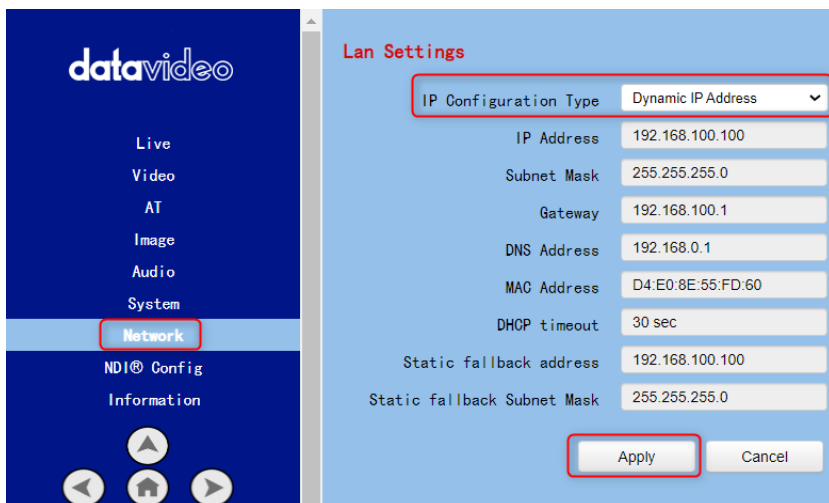 datavideo
Live
Video
AT
Image
Audio
System
Network
NDI® Config
Information
Lan Settings
IP Configuration Type Dynamic IP Address
IP Address 192.168.100.100
Subnet Mask 255.255.255.0
Gateway 192.168.100.1
DNS Address 192.168.0.1
MAC Address D4:E0:8E:55:FD:60
DHCP timeout 30 sec
Static fallback address 192.168.100.100
Static fallback Subnet Mask 255.255.255.0
Apply Cancel